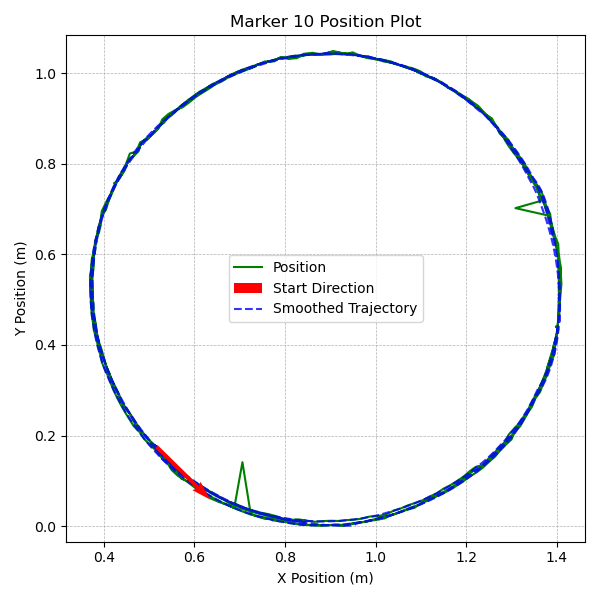 Marker 10 Position Plot
1.0
0.8
0.6
0.4
0.2
0.0
Y Position (m)
Position
Start Direction
Smoothed Trajectory
0.4 0.6 0.8 1.0 1.2 1.4
X Position (m)